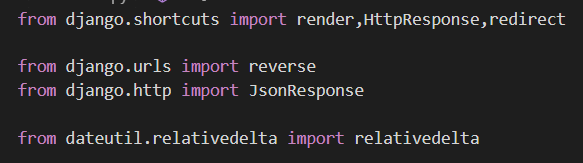 from django.shortcuts import render,HttpResponse,redirect
from django.urls import reverse
from django.http import JsonResponse
from dateutil.relativedelta import relativedelta